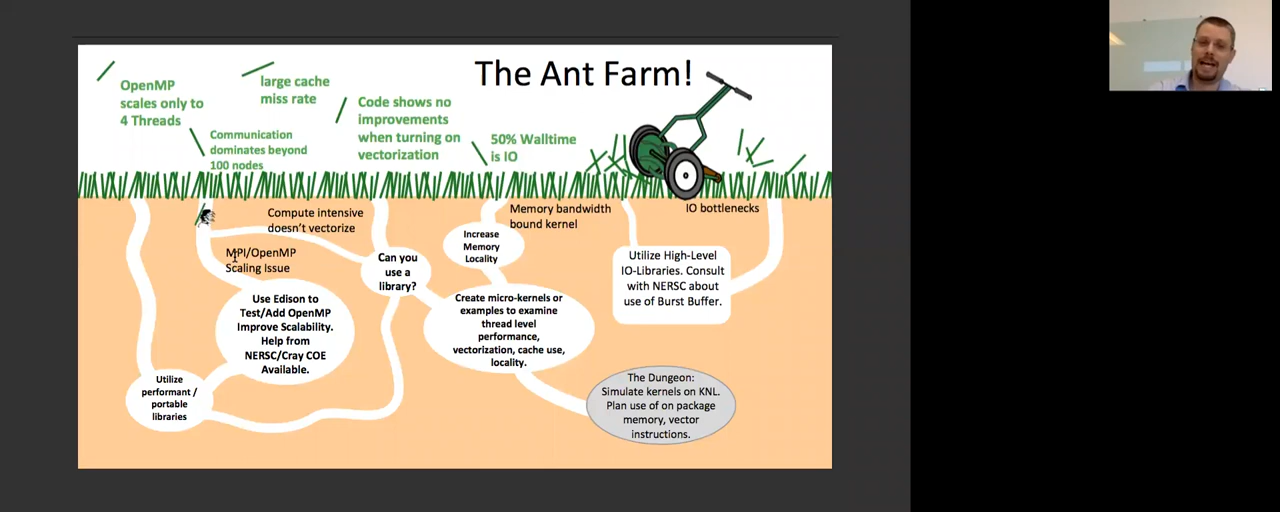 The Ant Farm!
OpenMP
scales only to
4 Threads
large cache
miss rate
Communication
dominates beyond
100 nodes
Code shows no
improvements
when turning on
vectorization
50% Walltime
is IO
Compute intensive
doesn't vectorize
Memory bandwidth
bound kernel
IO bottlenecks
MPI/OpenMP
Scaling Issue
Can you
use a
library?
Increase
Memory
Locality
Utilize High-Level
IO-Libraries. Consult
with NERSC about
use of Burst Buffer.
Use Edison to
Test/Add OpenMP
Improve Scalability.
Help from
NERSC/Cray COE
Available.
Create micro-kernels or
examples to examine
thread level
performance,
vectorization, cache use,
locality.
Utilize
performant /
portable
libraries
The Dungeon:
Simulate kernels on KNL.
Plan use of on package
memory, vector
instructions.